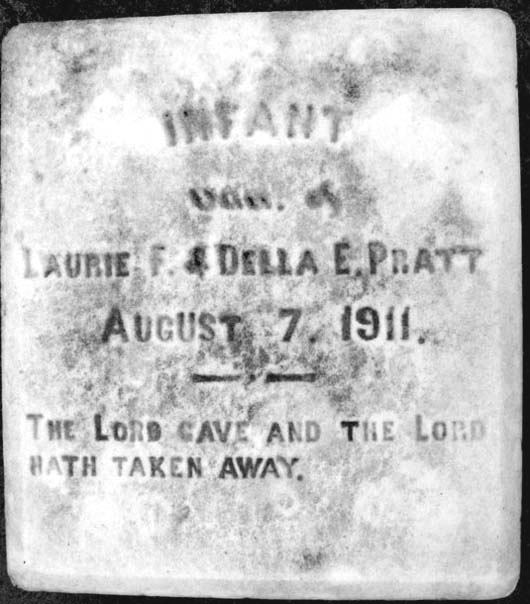 INFANT
DAU. of
LAURIE F. & DELLA E. PRATT
AUGUST 7, 1911.
THE LORD GAVE AND THE LORD
HATH TAKEN AWAY.